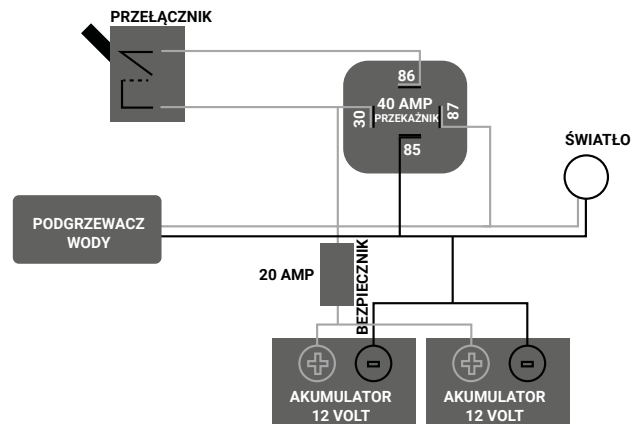 PRZEŁĄCZNIK
86
40 AMP
PRZEKAŹNIK
30
87
85
ŚWIATŁO
PODGRZEWACZ
WODY
20 AMP
BEZPIECZNIK
AKUMULATOR
12 VOLT
AKUMULATOR
12 VOLT